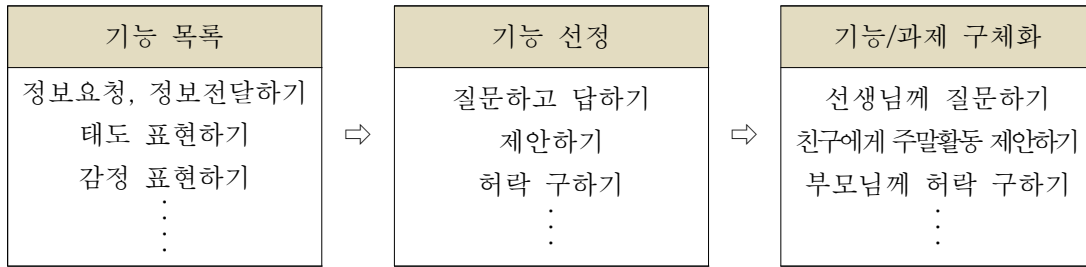 기능 목록
정보요청, 정보전달하기
태도 표현하기
감정 표현하기
⇨
기능 선정
질문하고 답하기
제안하기
허락 구하기
⇨
기능/과제 구체화
선생님께 질문하기
친구에게 주말활동 제안하기
부모님께 허락 구하기